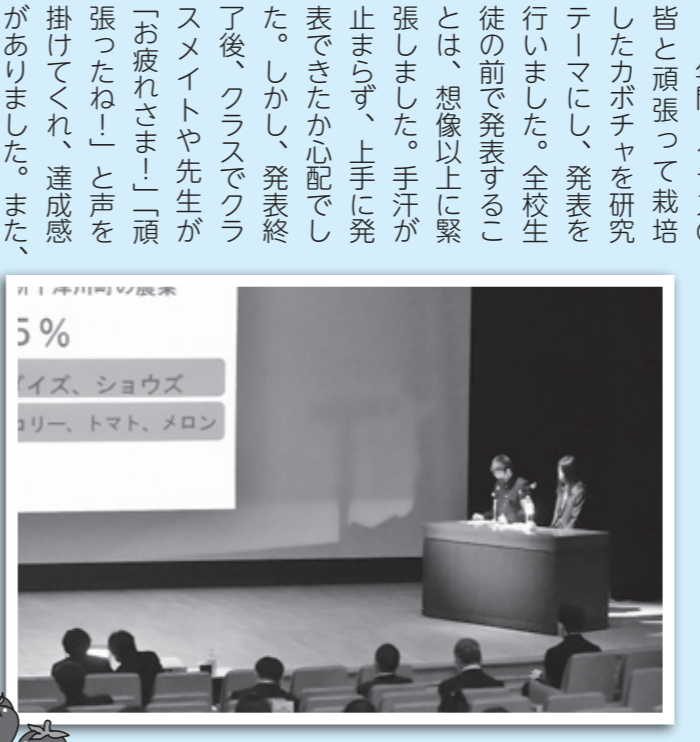 皆と頑張って栽培
したカボチャを研究
テーマにし、発表を
行いました。全校生
徒の前で発表するこ
とは、想像以上に緊
張しました。手汗が
止まらず、上手に発
表できたか心配でし
た。しかし、発表終
了後、クラスでクラ
スメイトや先生が
「お疲れさま！」「頑
張ったね！」と声を
掛けてくれ、達成感
がありました。また、
津川町の農業
5%
イズ、ショウズ
リー、トマト、メロン